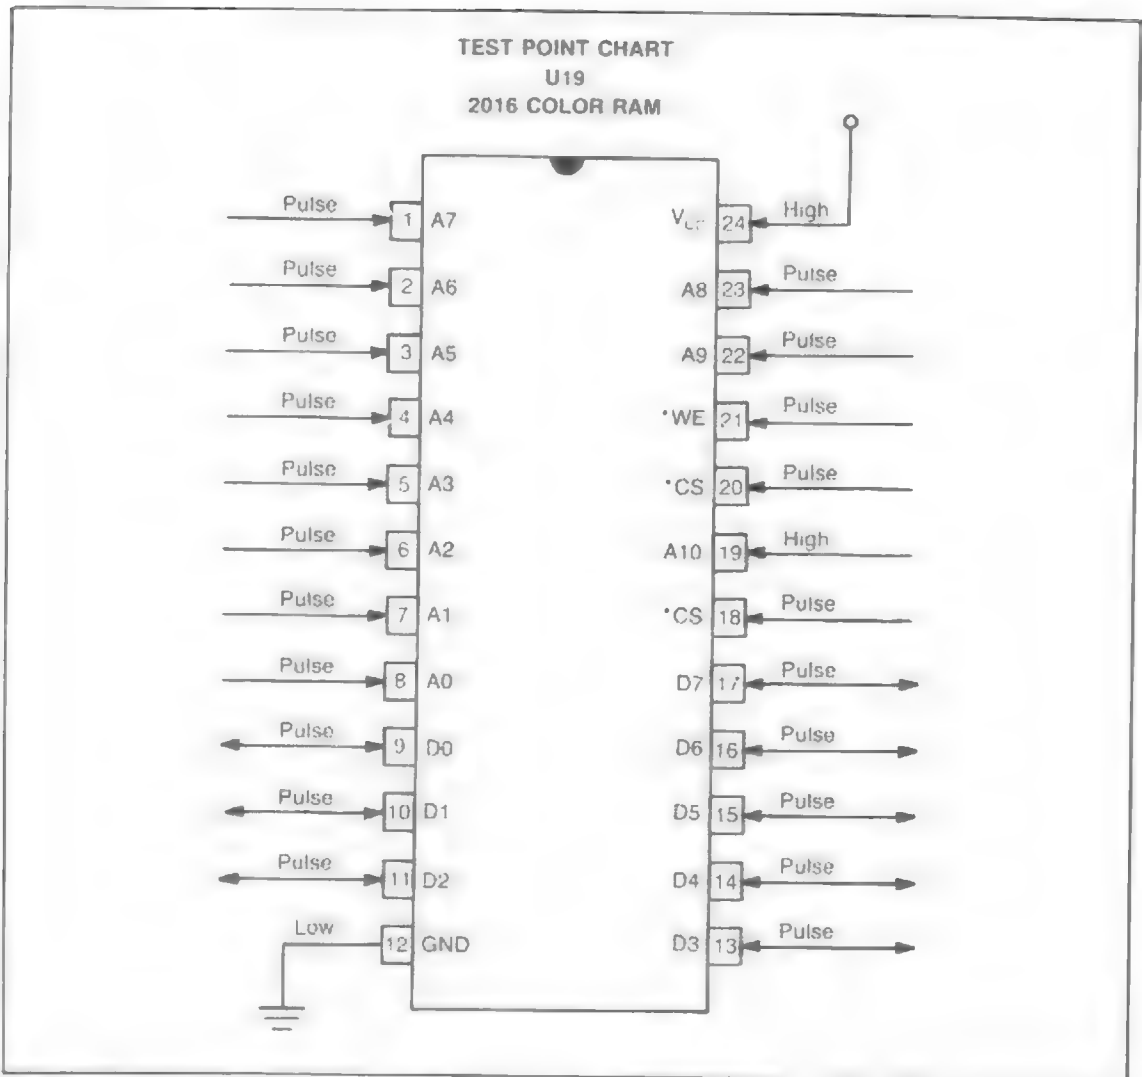 TEST POINT CHART
U19
2016 COLOR RAM
Pulse 1 A7
24 High
Pulse 2 A6
A8 23 Pulse
Pulse 3 A5
A9 22 Pulse
Pulse 4 A4
*WE 21 Pulse
Pulse 5 A3
*CS 20 Pulse
Pulse 6 A2
A10 19 High
Pulse 7 A1
*CS 18 Pulse
Pulse 8 A0
D7 17 Pulse
Pulse 9 D0
D6 16 Pulse
Pulse 10 D1
D5 15 Pulse
Pulse 11 D2
D4 14 Pulse
Low 12 GND
D3 13 Pulse